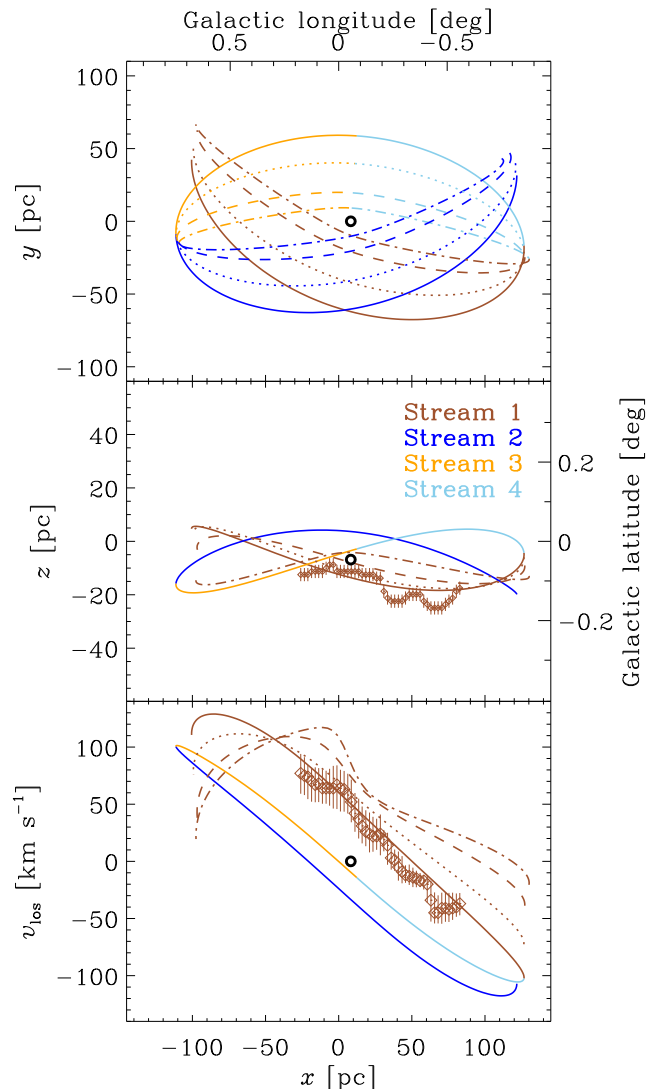 Galactic longitude [deg]
0.5 0 −0.5
100
50
0
−50
−100
y [pc]
Stream 1
Stream 2
Stream 3
Stream 4
40
20
0
−20
−40
z [pc]
0.2
0
−0.2
Galactic latitude [deg]
100
50
0
−50
−100
v_los [km s⁻¹]
−100 −50 0 50 100
x [pc]